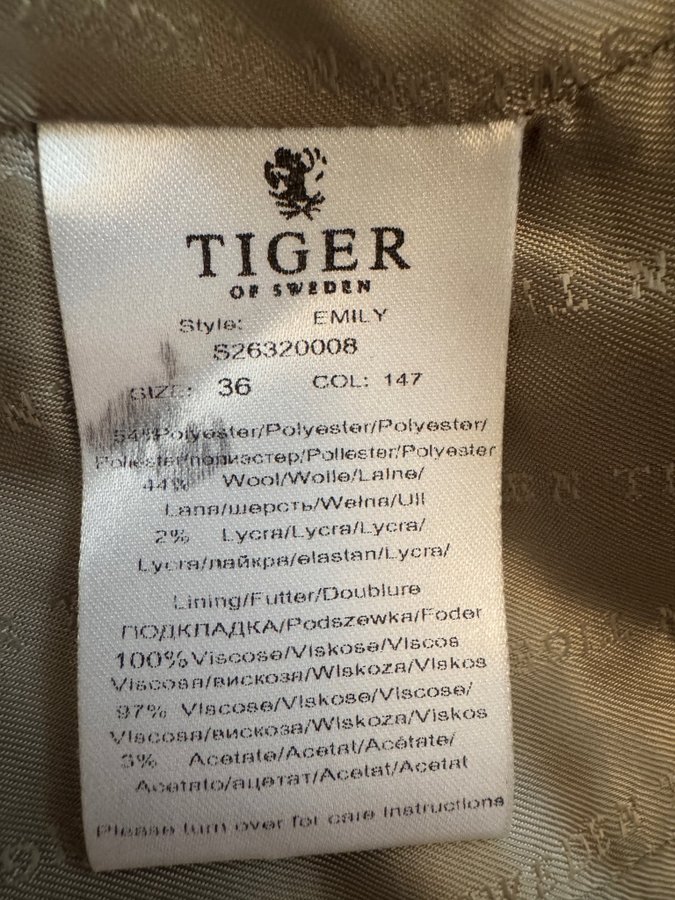 TIGER
OF SWEDEN
Style: EMILY
S26320008
SIZE: 36 COL: 147
54%Polyester/Polyester/Polyester/
Poliester/полиэстер/Poliester/Polyester
44% Wool/Wolle/Laine/
Lana/шерсть/Wełna/Ull
2% Lycra/Lycra/Lycra/
Lycra/лайкра/elastan/Lycra/
Lining/Futter/Doublure
ПОДКЛАДКА/Podszewka/Foder
100%Viscose/Viskose/Viscos
Viscosa/вискоза/Wiskoza/Viskos
97% Viscose/Viskose/Viscose/
Viscosa/вискоза/Wiskoza/Viskos
3% Acetate/Acetat/Acétate/
Acetato/ацетат/Acetat/Acetat
Please turn over for care instructions